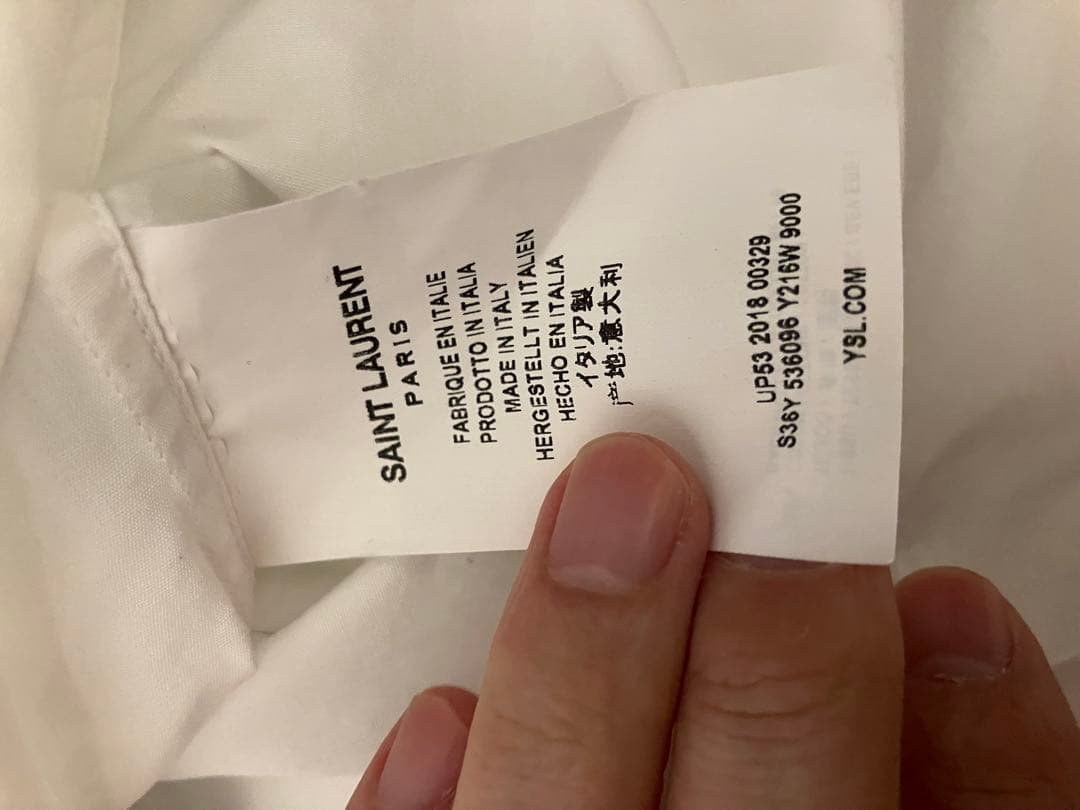 SAINT LAURENT
PARIS
FABRIQUE EN ITALIE
PRODOTTO IN ITALIA
MADE IN ITALY
HERGESTELLT IN ITALIEN
HECHO EN ITALIA
イタリア製
产地:意大利
UP53 2018 00329
S36Y 536096 Y216W 9000
YSL.COM